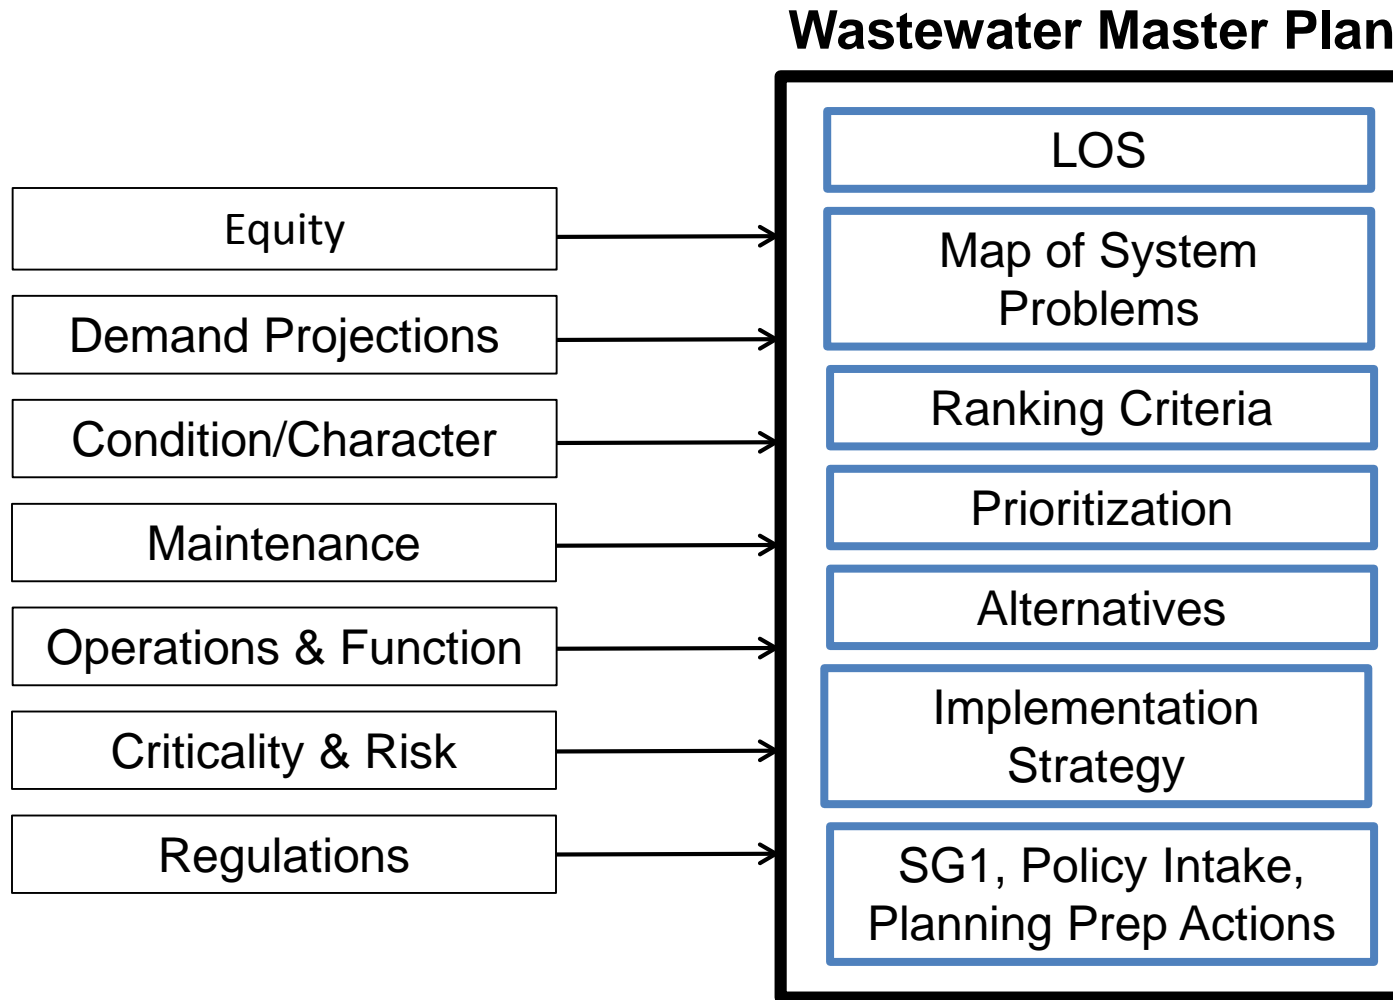 Wastewater Master Plan
Equity
Demand Projections
Condition/Character
Maintenance
Operations & Function
Criticality & Risk
Regulations
LOS
Map of System
Problems
Ranking Criteria
Prioritization
Alternatives
Implementation
Strategy
SG1, Policy Intake,
Planning Prep Actions